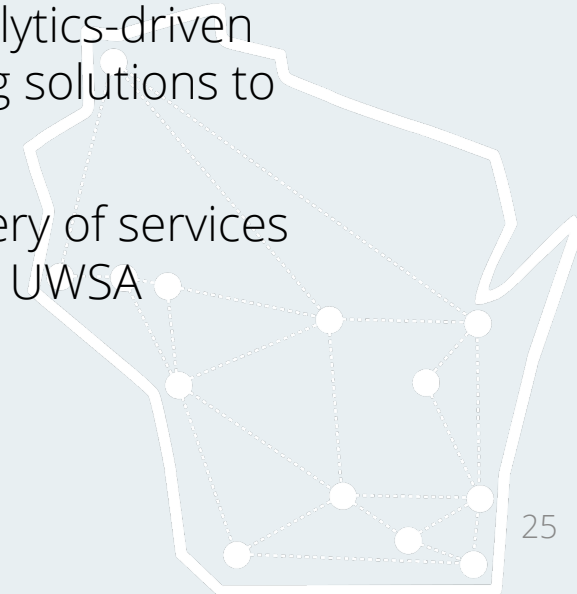 lytics-driven
g solutions to
ery of services
UWSA
25